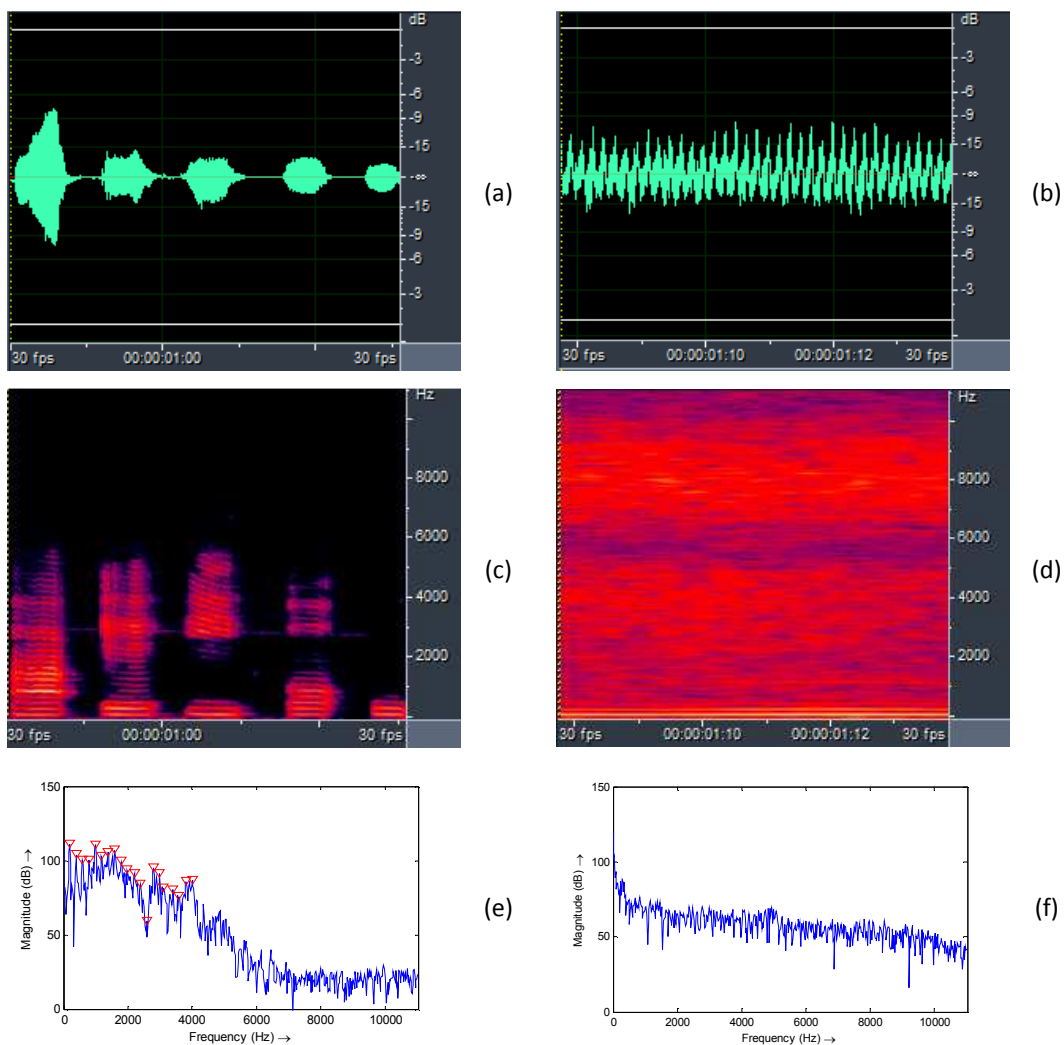 dB
-3
-6
-9
-15
-∞
-15
-9
-6
-3
30 fps 00:00:01:00 30 fps
(a)
dB
-3
-6
-9
-15
-∞
-15
-9
-6
-3
30 fps 00:00:01:10 00:00:01:12 30 fps
(b)
Hz
8000
6000
4000
2000
30 fps 00:00:01:00 30 fps
(c)
Hz
8000
6000
4000
2000
30 fps 00:00:01:10 00:00:01:12 30 fps
(d)
150
100
50
0
Magnitude (dB) →
0 2000 4000 6000 8000 10000
Frequency (Hz) →
(e)
150
100
50
0
Magnitude (dB) →
0 2000 4000 6000 8000 10000
Frequency (Hz) →
(f)